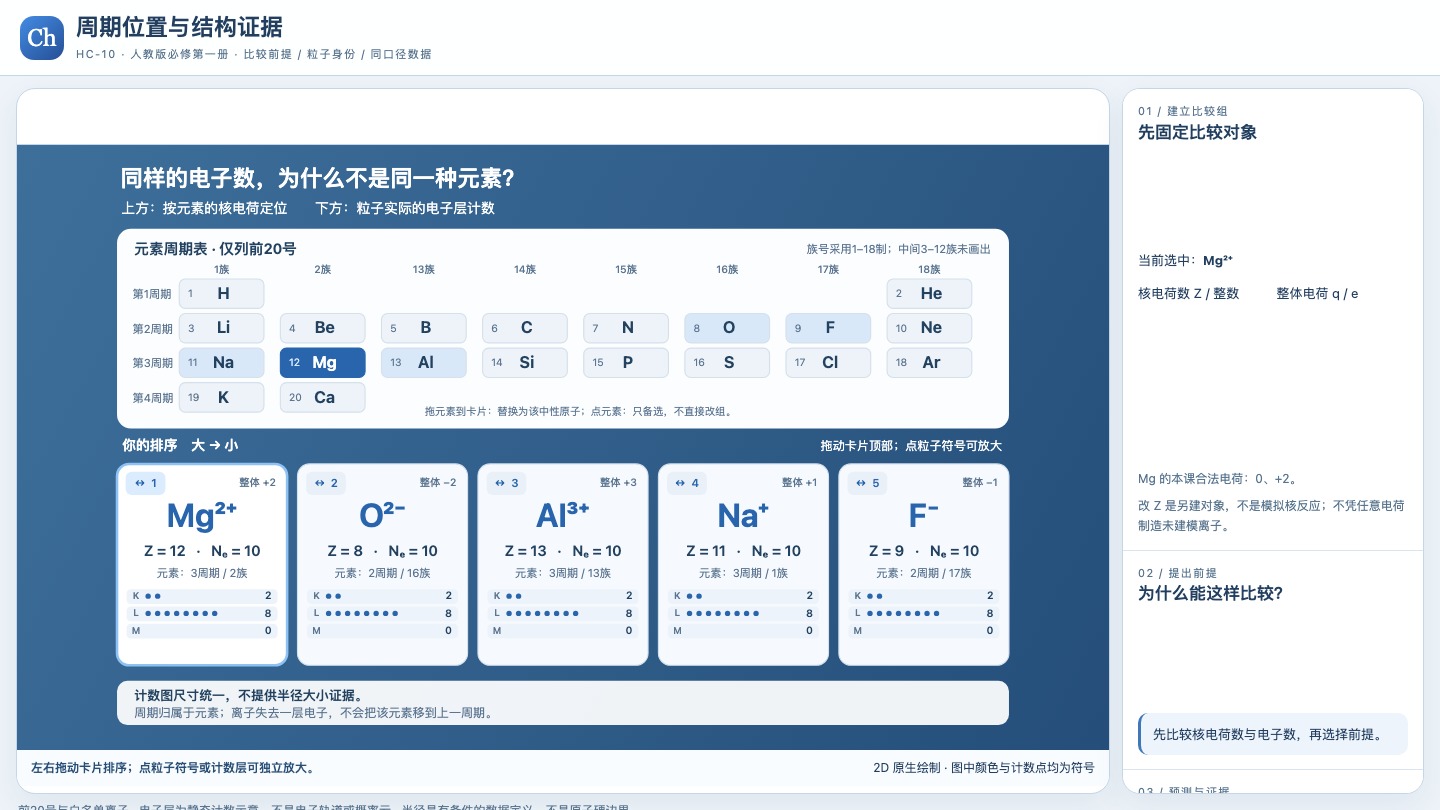 Ch
周期位置与结构证据
HC-10 · 人教版必修第一册 · 比较前提 / 粒子身份 / 同口径数据
同样的电子数，为什么不是同一种元素？
上方：按元素的核电荷定位 下方：粒子实际的电子层计数
元素周期表 · 仅列前20号 族号采用1–18制；中间3–12族未画出
1族 2族 13族 14族 15族 16族 17族 18族
第1周期 1 H 2 He
第2周期 3 Li 4 Be 5 B 6 C 7 N 8 O 9 F 10 Ne
第3周期 11 Na 12 Mg 13 Al 14 Si 15 P 16 S 17 Cl 18 Ar
第4周期 19 K 20 Ca
拖元素到卡片：替换为该中性原子；点元素：只备选，不直接改组。
你的排序 大 → 小 拖动卡片顶部；点粒子符号可放大
↔ 1 整体 +2 ↔ 2 整体 −2 ↔ 3 整体 +3 ↔ 4 整体 +1 ↔ 5 整体 −1
Mg²⁺ O²⁻ Al³⁺ Na⁺ F⁻
Z = 12 · Nₑ = 10 Z = 8 · Nₑ = 10 Z = 13 · Nₑ = 10 Z = 11 · Nₑ = 10 Z = 9 · Nₑ = 10
元素：3周期 / 2族 元素：2周期 / 16族 元素：3周期 / 13族 元素：3周期 / 1族 元素：2周期 / 17族
K 2 K 2 K 2 K 2 K 2
L 8 L 8 L 8 L 8 L 8
M 0 M 0 M 0 M 0 M 0
计数图尺寸统一，不提供半径大小证据。
周期归属于元素；离子失去一层电子，不会把该元素移到上一周期。
左右拖动卡片排序；点粒子符号或计数层可独立放大。 2D 原生绘制 · 图中颜色与计数点均为符号
01 / 建立比较组
先固定比较对象
当前选中：Mg²⁺
核电荷数 Z / 整数 整体电荷 q / e
Mg 的本课合法电荷：0、+2。
改 Z 是另建对象，不是模拟核反应；不凭任意电荷
制造未建模离子。
02 / 提出前提
为什么能这样比较？
先比较核电荷数与电子数，再选择前提。
03 / 预测与证据